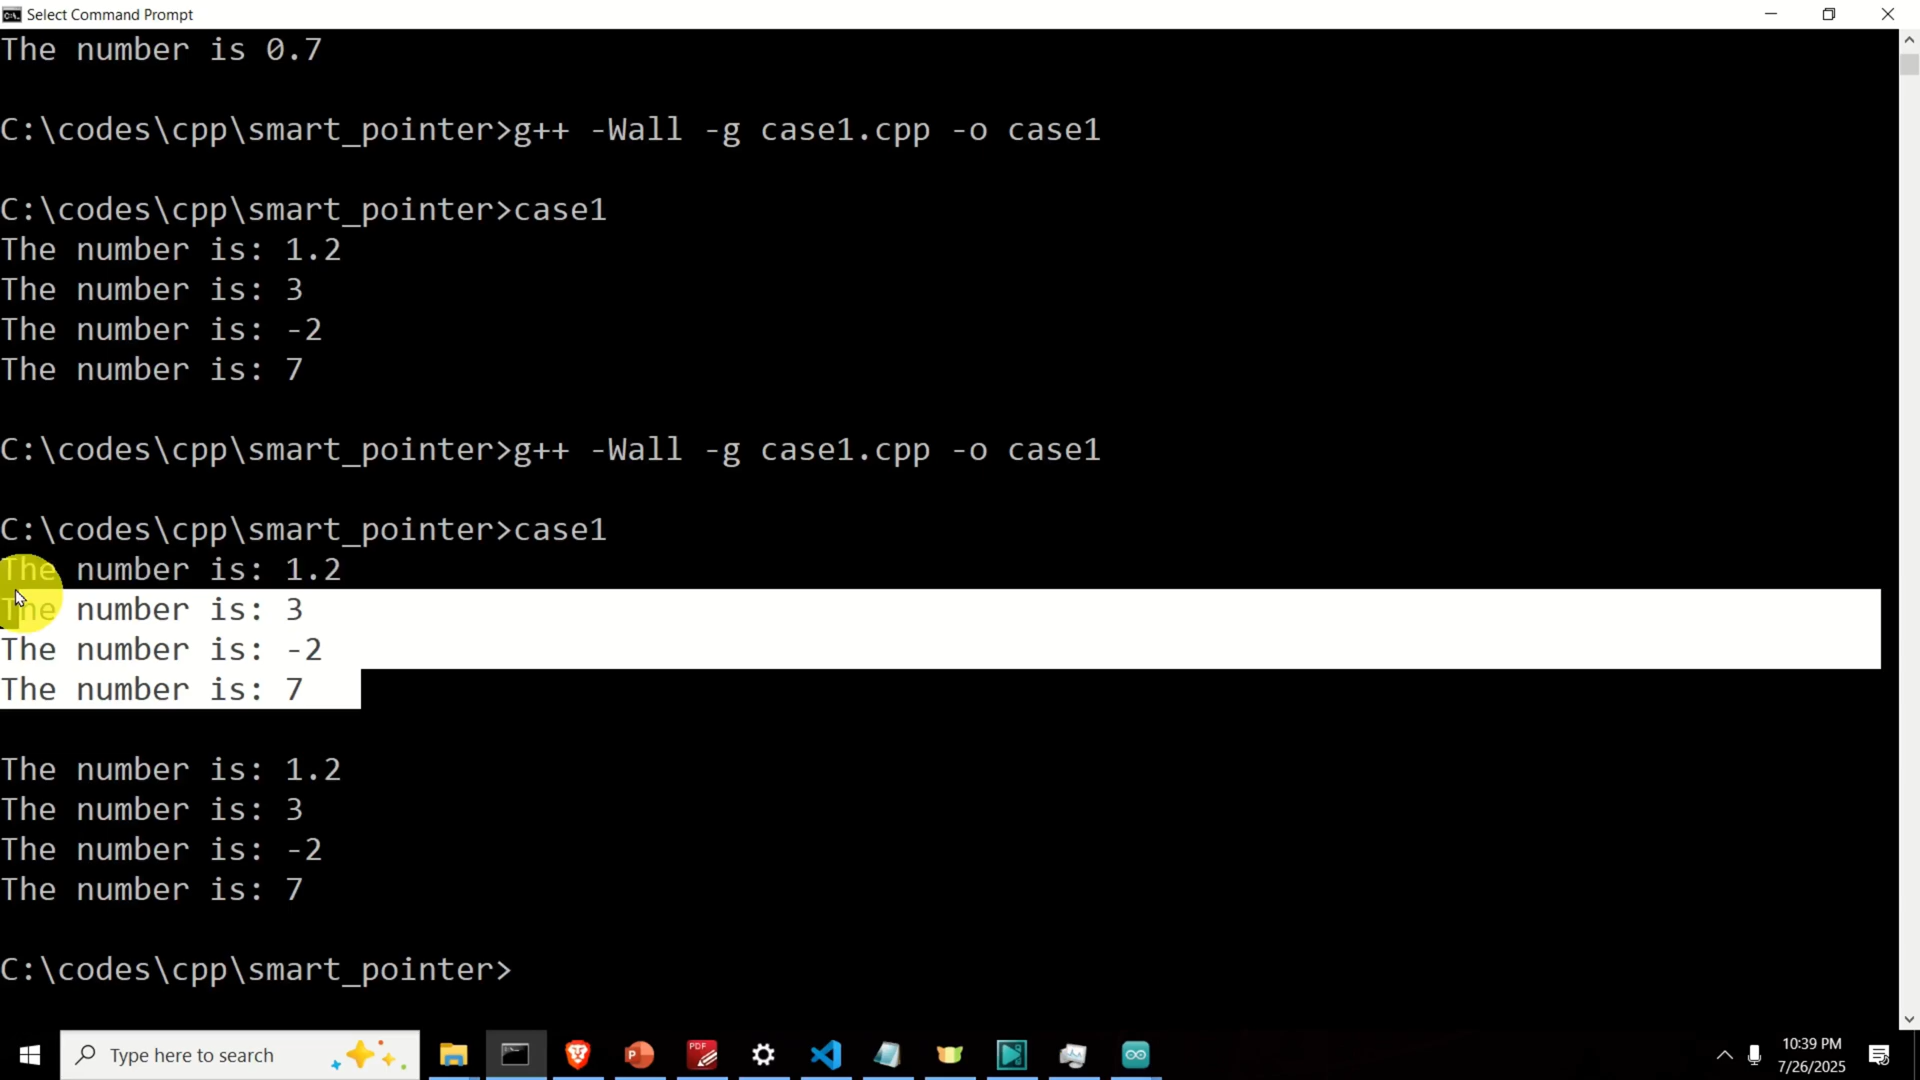 Select Command Prompt
The number is 0.7
C:\codes\cpp\smart_pointer>g++ -Wall -g case1.cpp -o case1
C:\codes\cpp\smart_pointer>case1
The number is: 1.2
The number is: 3
The number is: -2
The number is: 7
C:\codes\cpp\smart_pointer>g++ -Wall -g case1.cpp -o case1
C:\codes\cpp\smart_pointer>case1
The number is: 1.2
The number is: 3
The number is: -2
The number is: 7
The number is: 1.2
The number is: 3
The number is: -2
The number is: 7
C:\codes\cpp\smart_pointer>
Type here to search
PDF
10:39 PM
7/26/2025